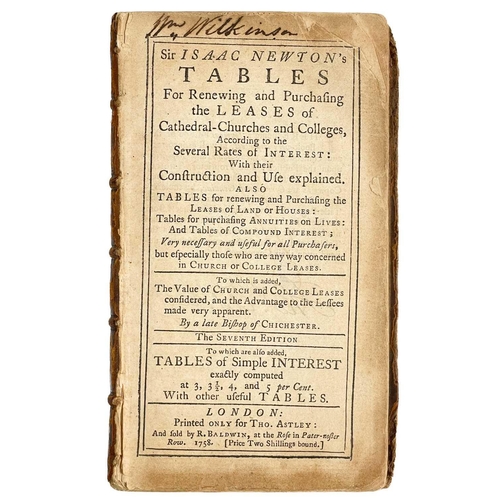 Wm Wilkinson
Sir ISAAC NEWTON's
TABLES
For Renewing and Purchaſing
the LEASES of
Cathedral-Churches and Colleges,
According to the
Several Rates of INTEREST:
With their
Conſtruction and Uſe explained.
ALSO
TABLES for renewing and Purchaſing the
LEASES OF LAND OR HOUSES:
Tables for purchaſing ANNUITIES ON LIVES:
And Tables of COMPOUND INTEREST;
Very neceſſary and uſeful for all Purchaſers,
but eſpecially thoſe who are any way concerned
in CHURCH OR COLLEGE LEASES.
To which is added,
The Value of CHURCH and COLLEGE LEASES
conſidered, and the Advantage to the Leſſees
made very apparent.
By a late Biſhop of CHICHESTER.
THE SEVENTH EDITION
To which are alſo added,
TABLES of Simple INTEREST
exactly computed
at 3, 3½, 4, and 5 per Cent.
With other uſeful TABLES.
LONDON:
Printed ONLY for THO. ASTLEY:
And ſold by R. BALDWIN, at the Roſe in Pater-noſter
Row. 1758. [Price Two Shillings bound.]